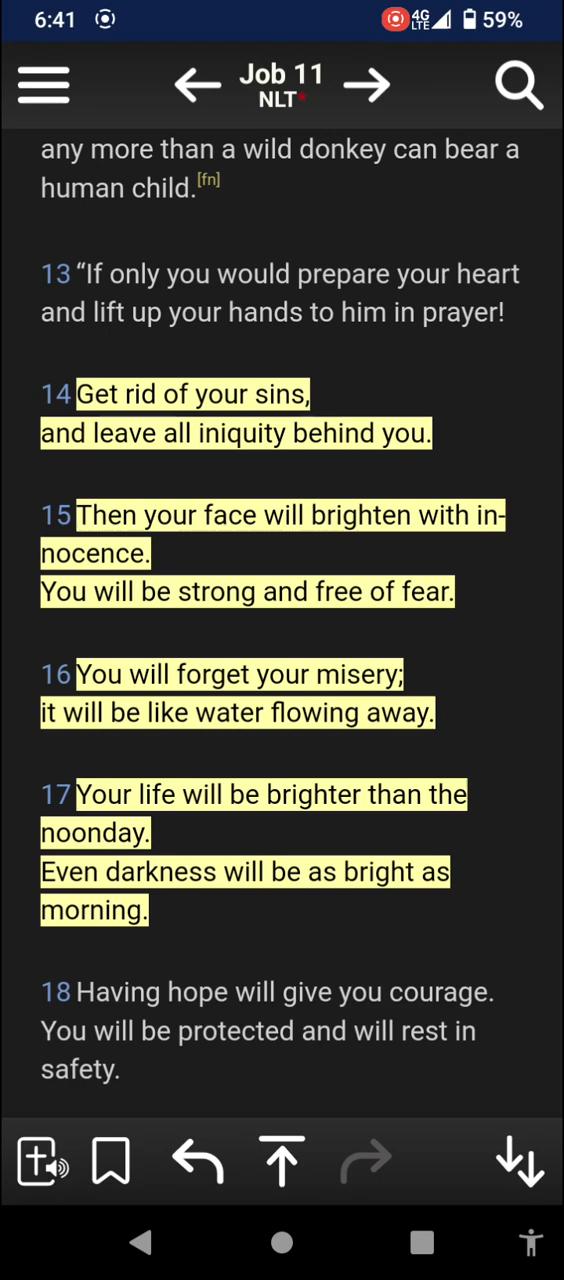 6:41
4G
LTE
59%
Job 11
NLT*
any more than a wild donkey can bear a
human child.[fn]
13 “If only you would prepare your heart
and lift up your hands to him in prayer!
14 Get rid of your sins,
and leave all iniquity behind you.
15 Then your face will brighten with in-
nocence.
You will be strong and free of fear.
16 You will forget your misery;
it will be like water flowing away.
17 Your life will be brighter than the
noonday.
Even darkness will be as bright as
morning.
18 Having hope will give you courage.
You will be protected and will rest in
safety.